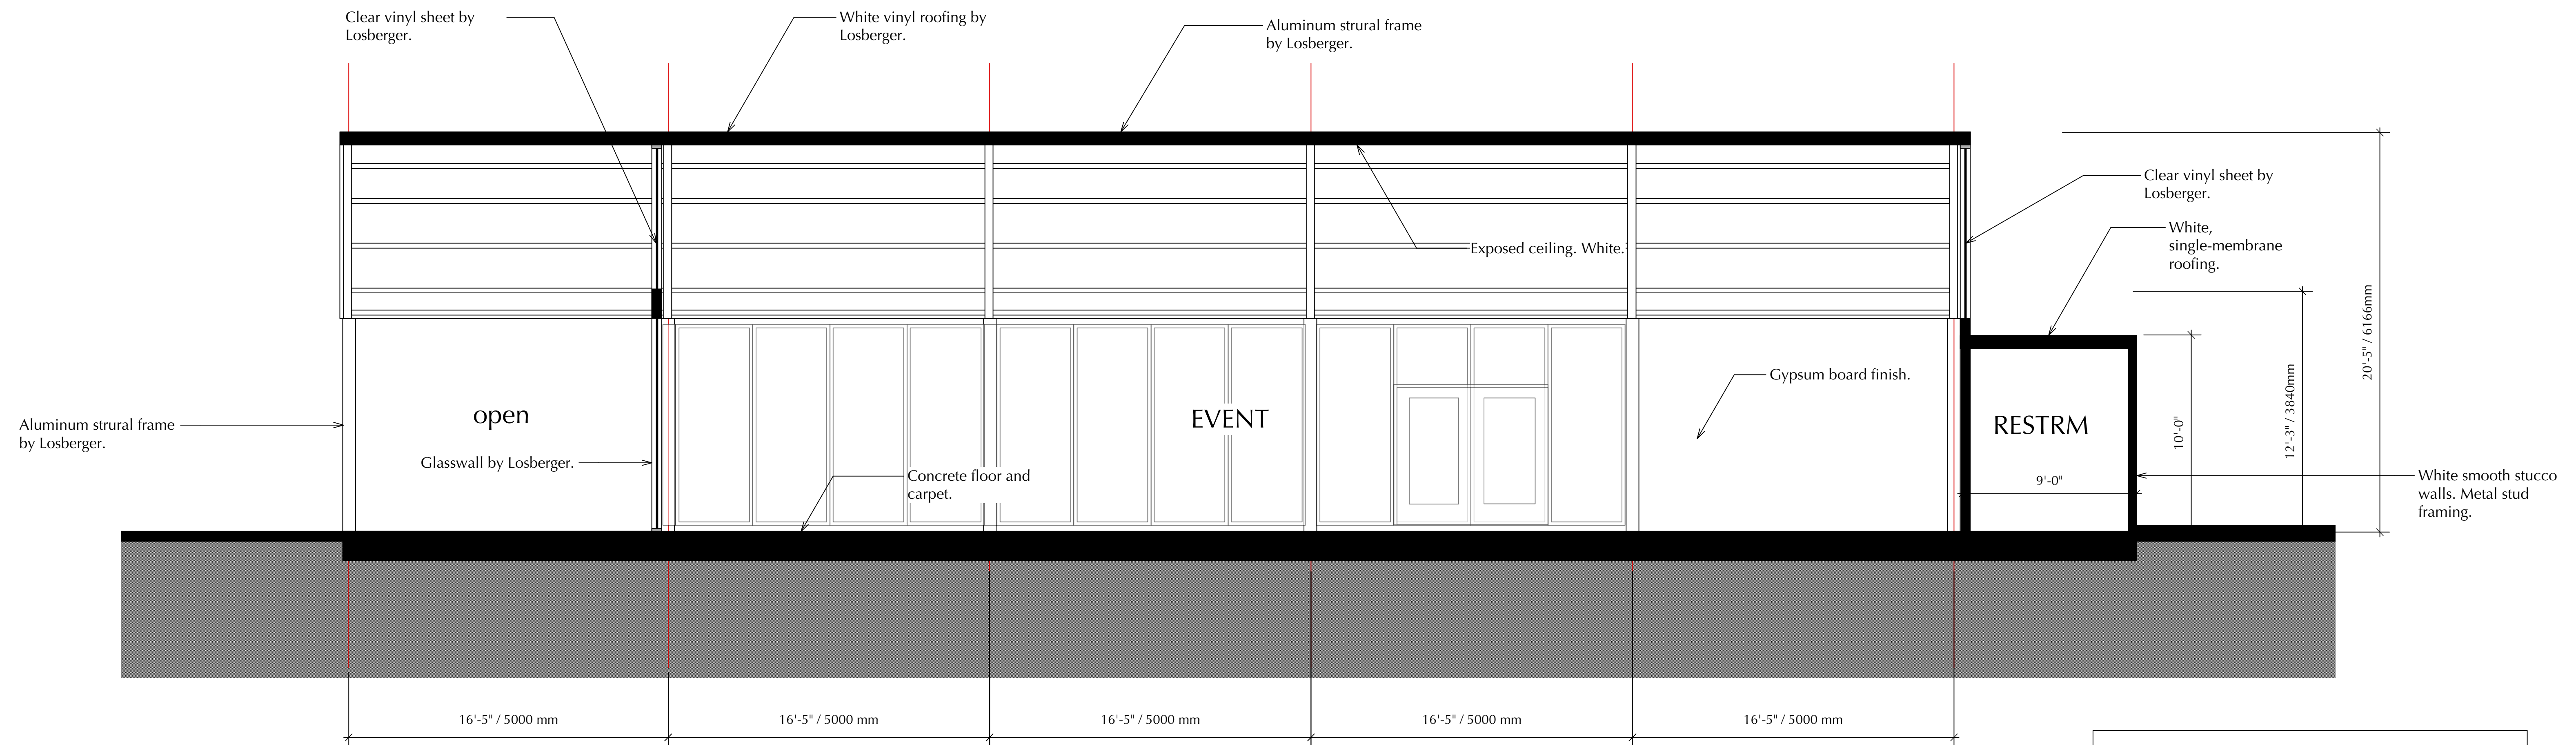 Clear vinyl sheet by
Losberger.
White vinyl roofing by
Losberger.
Aluminum strural frame
by Losberger.
Clear vinyl sheet by
Losberger.
White,
single-membrane
roofing.
Exposed ceiling. White.
20'-5" / 6166mm
12'-3" / 3840mm
10'-0"
Gypsum board finish.
open
EVENT
RESTRM
Aluminum strural frame
by Losberger.
Glasswall by Losberger.
Concrete floor and
carpet.
9'-0"
White smooth stucco
walls. Metal stud
framing.
16'-5" / 5000 mm
16'-5" / 5000 mm
16'-5" / 5000 mm
16'-5" / 5000 mm
16'-5" / 5000 mm